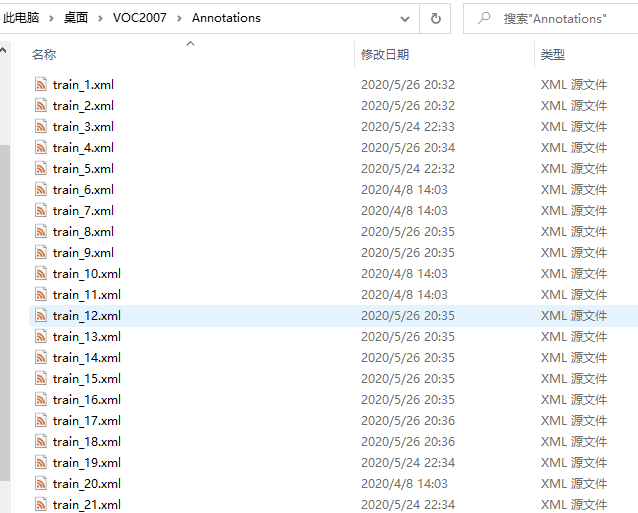 此电脑 > 桌面 > VOC2007 > Annotations 搜索"Annotations"
名称 修改日期 类型
train_1.xml 2020/5/26 20:32 XML 源文件
train_2.xml 2020/5/26 20:32 XML 源文件
train_3.xml 2020/5/24 22:33 XML 源文件
train_4.xml 2020/5/26 20:34 XML 源文件
train_5.xml 2020/5/24 22:32 XML 源文件
train_6.xml 2020/4/8 14:03 XML 源文件
train_7.xml 2020/4/8 14:03 XML 源文件
train_8.xml 2020/5/26 20:35 XML 源文件
train_9.xml 2020/5/26 20:35 XML 源文件
train_10.xml 2020/4/8 14:03 XML 源文件
train_11.xml 2020/4/8 14:03 XML 源文件
train_12.xml 2020/5/26 20:35 XML 源文件
train_13.xml 2020/5/26 20:35 XML 源文件
train_14.xml 2020/5/26 20:35 XML 源文件
train_15.xml 2020/5/26 20:35 XML 源文件
train_16.xml 2020/5/26 20:35 XML 源文件
train_17.xml 2020/5/26 20:36 XML 源文件
train_18.xml 2020/5/26 20:36 XML 源文件
train_19.xml 2020/5/24 22:34 XML 源文件
train_20.xml 2020/4/8 14:03 XML 源文件
train_21.xml 2020/5/24 22:34 XML 源文件